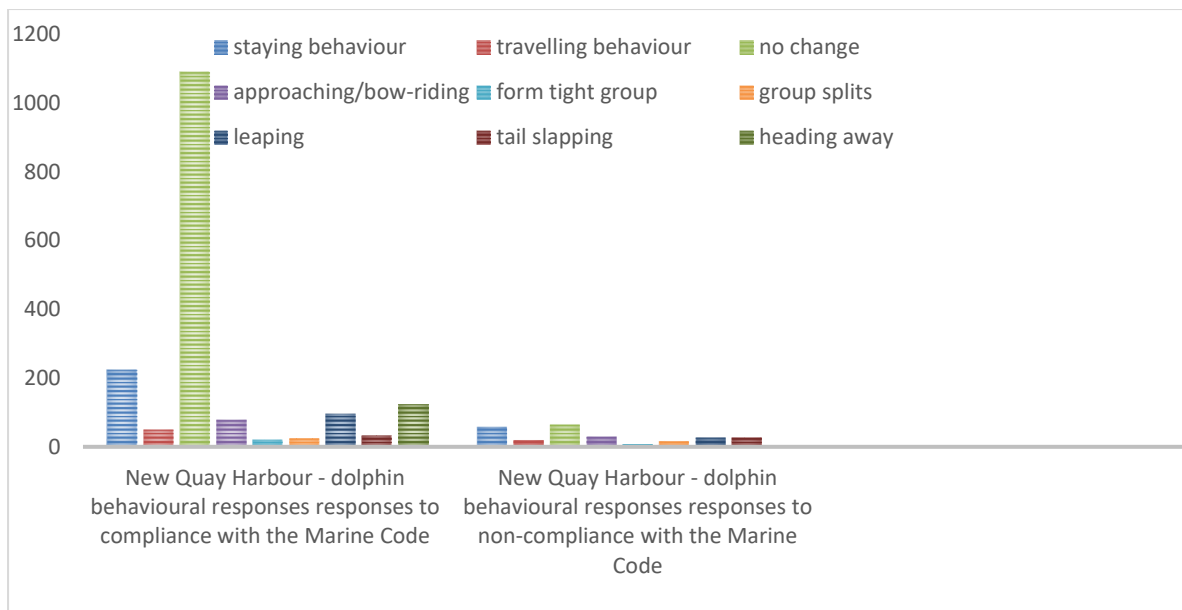 1200
1000
800
600
400
200
0
staying behaviour travelling behaviour no change
approaching/bow-riding form tight group group splits
leaping tail slapping heading away
New Quay Harbour - dolphin
behavioural responses responses to
compliance with the Marine Code
New Quay Harbour - dolphin
behavioural responses responses to
non-compliance with the Marine
Code